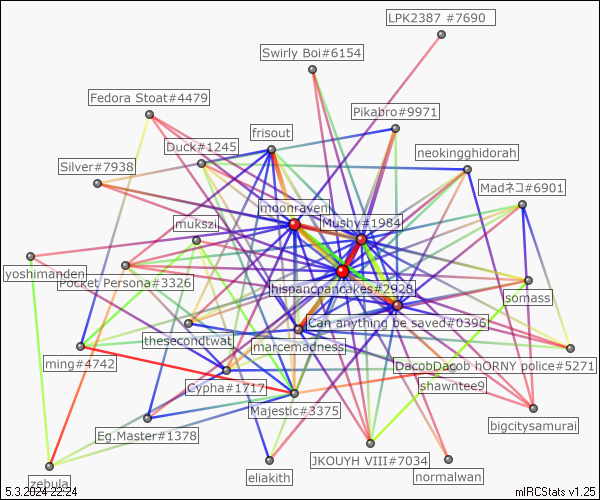 LPK2387 #7690
Swirly Boi#6154
Fedora Stoat#4479
Pikabro#9971
frisout
Duck#1245
neokingghidorah
Silver#7938
Madネコ#6901
moonraven
Mushy#1984
mukszi
yoshimanden
Pocket Persona#3326
hispancpancakes#2928
somass
Can anything be saved#0396
thesecondtwat
marcemadness
ming#4742
DacobDacob hORNY police#5271
Cypha#1717
shawntee9
Majestic#3375
bigcitysamurai
Eg.Master#1378
JKOUYH VIII#7034
eliakith
normalwan
zebula
5.3.2024 22:24
mIRCStats v1.25